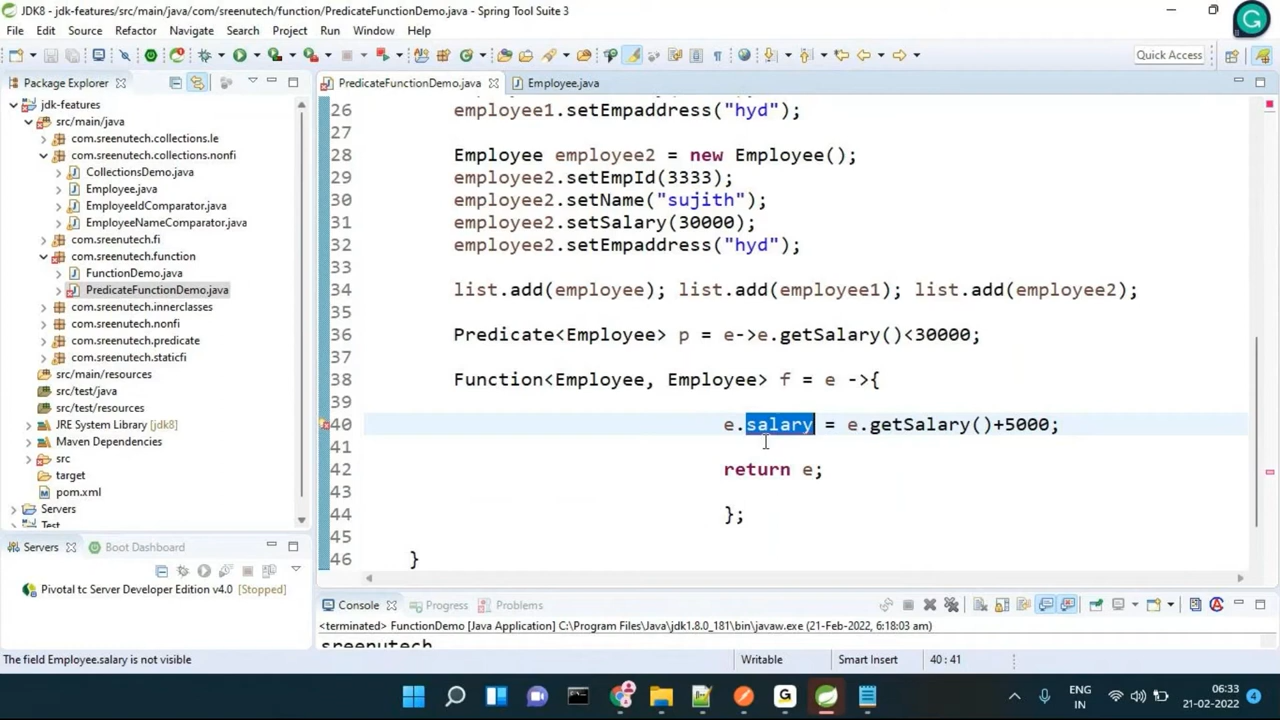 JDK8 - jdk-features/src/main/java/com/sreenutech/function/PredicateFunctionDemo.java - Spring Tool Suite 3
File Edit Source Refactor Navigate Search Project Run Window Help
Quick Access
Package Explorer
PredicateFunctionDemo.java
Employee.java
jdk-features
src/main/java
com.sreenutech.collections.le
com.sreenutech.collections.nonfi
CollectionsDemo.java
Employee.java
EmployeeIdComparator.java
EmployeeNameComparator.java
com.sreenutech.fi
com.sreenutech.function
FunctionDemo.java
PredicateFunctionDemo.java
com.sreenutech.innerclasses
com.sreenutech.nonfi
com.sreenutech.predicate
com.sreenutech.staticfi
src/main/resources
src/test/java
src/test/resources
JRE System Library [jdk8]
Maven Dependencies
src
target
pom.xml
Servers
Test
26 employee1.setEmpaddress("hyd");
27
28 Employee employee2 = new Employee();
29 employee2.setEmpId(3333);
30 employee2.setName("sujith");
31 employee2.setSalary(30000);
32 employee2.setEmpaddress("hyd");
33
34 list.add(employee); list.add(employee1); list.add(employee2);
35
36 Predicate<Employee> p = e->e.getSalary()<30000;
37
38 Function<Employee, Employee> f = e ->{
39
40 e.salary = e.getSalary()+5000;
41
42 return e;
43
44 };
45
46 }
Servers
Boot Dashboard
Pivotal tc Server Developer Edition v4.0 [Stopped]
Console
Progress
Problems
<terminated> FunctionDemo [Java Application] C:\Program Files\Java\jdk1.8.0_181\bin\javaw.exe (21-Feb-2022, 6:18:03 am)
sreenutech
The field Employee.salary is not visible
Writable
Smart Insert
40 : 41
ENG
IN
06:33
21-02-2022
4